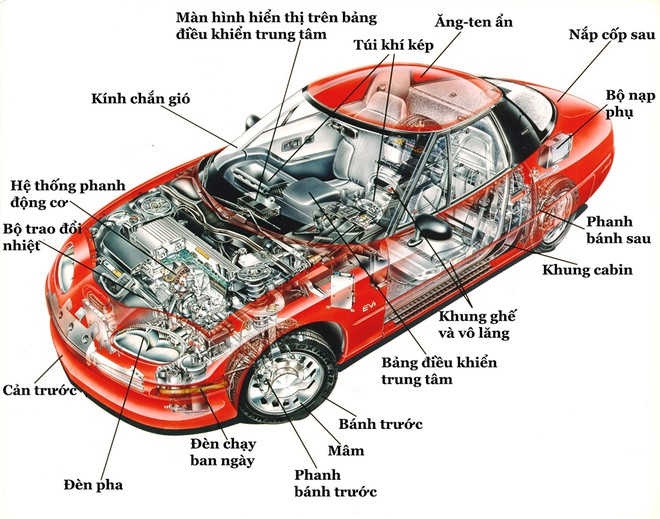 Màn hình hiển thị trên bảng
điều khiển trung tâm
Túi khí kép
Ăng-ten ẩn
Nắp cốp sau
Kính chắn gió
Bộ nạp
phụ
Hệ thống phanh
động cơ
Bộ trao đổi
nhiệt
Phanh
bánh sau
Khung cabin
Khung ghế
và vô lăng
EV1
Bảng điều khiển
trung tâm
Cản trước
Bánh trước
Đèn chạy
ban ngày
Mâm
Đèn pha
Phanh
bánh trước